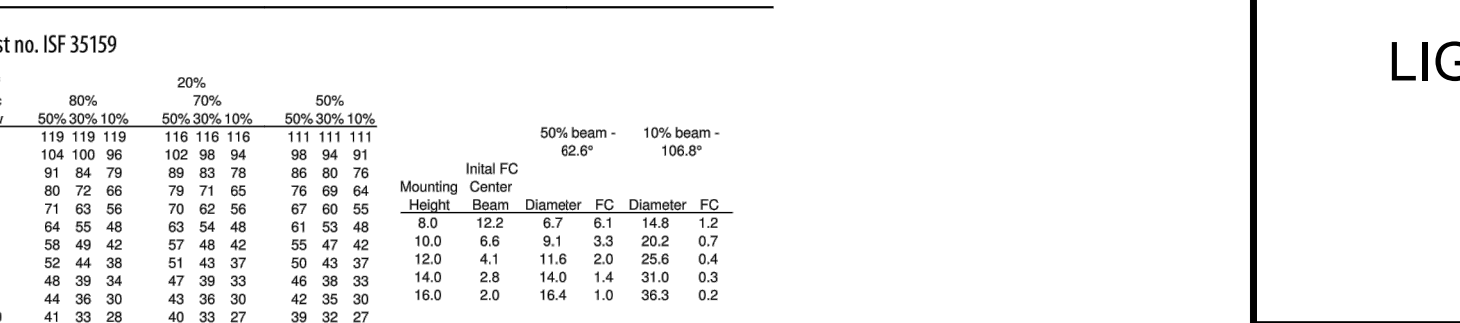 no. ISF 35159
LIG
20%
80% 70% 50%
50% 30% 10% 50% 30% 10% 50% 30% 10%
119 119 119 116 116 116 111 111 111
104 100 96 102 98 94 98 94 91
91 84 79 89 83 78 86 80 76
80 72 66 79 71 65 76 69 64
71 63 56 70 62 56 67 60 55
64 55 48 63 54 48 61 53 48
58 49 42 57 48 42 55 47 42
52 44 38 51 43 37 50 43 37
48 39 34 47 39 33 46 38 33
44 36 30 43 36 30 42 35 30
41 33 28 40 33 27 39 32 27
50% beam - 10% beam -
62.6° 106.8°
Inital FC
Mounting Center
Height Beam Diameter FC Diameter FC
8.0 12.2 6.7 6.1 14.8 1.2
10.0 6.6 9.1 3.3 20.2 0.7
12.0 4.1 11.6 2.0 25.6 0.4
14.0 2.8 14.0 1.4 31.0 0.3
16.0 2.0 16.4 1.0 36.3 0.2